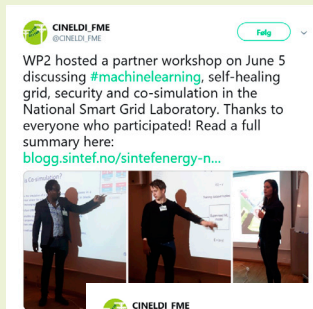 CINELDI_FME
@CINELDI_FME
Følg
WP2 hosted a partner workshop on June 5
discussing #machinelearning, self-healing
grid, security and co-simulation in the
National Smart Grid Laboratory. Thanks to
everyone who participated! Read a full
summary here:
blogg.sintef.no/sintefenergy-n...
CINELDI_FME